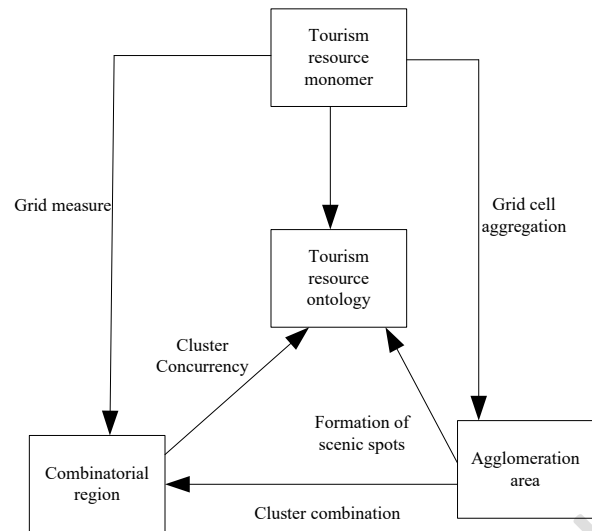 Tourism
resource
monomer
Grid measure
Grid cell
aggregation
Tourism
resource
ontology
Cluster
Concurrency
Formation of
scenic spots
Combinatorial
region
Agglomeration
area
Cluster combination